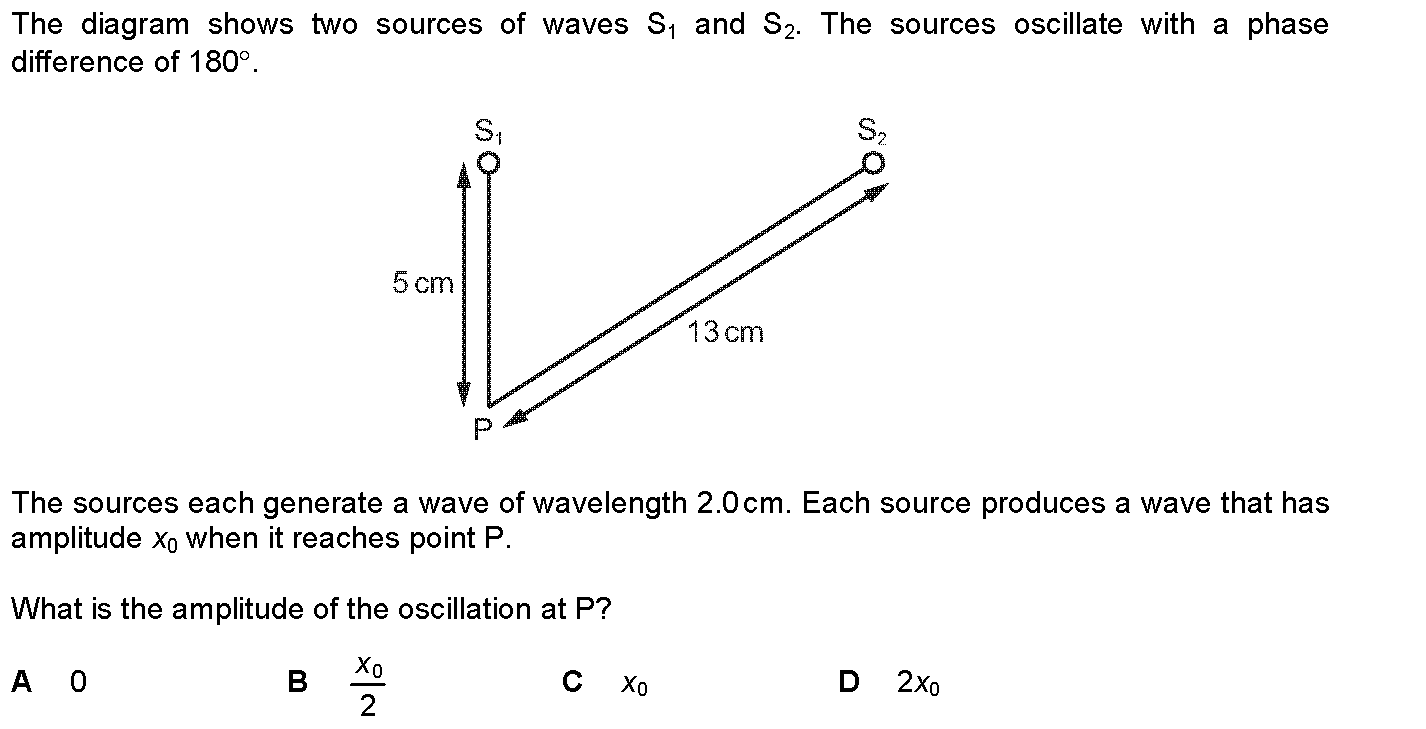 The diagram shows two sources of waves S₁ and S₂. The sources oscillate with a phase
difference of 180°.
S₁
S₂
5 cm
13 cm
P
The sources each generate a wave of wavelength 2.0 cm. Each source produces a wave that has
amplitude x₀ when it reaches point P.
What is the amplitude of the oscillation at P?
A 0 B x₀/2 C x₀ D 2x₀